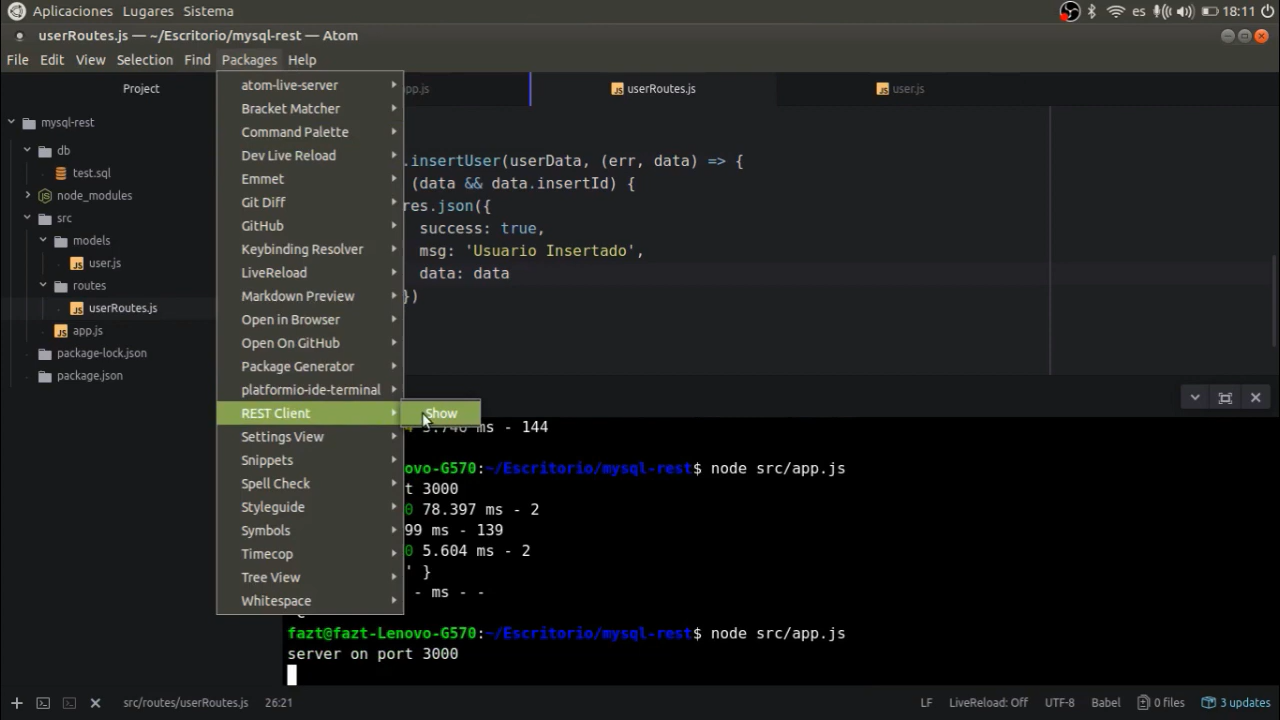 Aplicaciones Lugares Sistema
es
18:11
userRoutes.js — ~/Escritorio/mysql-rest — Atom
File Edit View Selection Find Packages Help
Project
userRoutes.js
user.js
mysql-rest
db
test.sql
node_modules
src
models
user.js
routes
userRoutes.js
app.js
package-lock.json
package.json
atom-live-server
Bracket Matcher
Command Palette
Dev Live Reload
Emmet
Git Diff
GitHub
Keybinding Resolver
LiveReload
Markdown Preview
Open in Browser
Open On GitHub
Package Generator
platformio-ide-terminal
REST Client
Show
Settings View
Snippets
Spell Check
Styleguide
Symbols
Timecop
Tree View
Whitespace
.insertUser(userData, (err, data) => {
(data && data.insertId) {
res.json({
success: true,
msg: 'Usuario Insertado',
data: data
})
ms - 144
ovo-G570:~/Escritorio/mysql-rest$ node src/app.js
t 3000
0 78.397 ms - 2
99 ms - 139
0 5.604 ms - 2
' }
- ms - -
fazt@fazt-Lenovo-G570:~/Escritorio/mysql-rest$ node src/app.js
server on port 3000
src/routes/userRoutes.js 26:21
LF LiveReload: Off UTF-8 Babel 0 files 3 updates